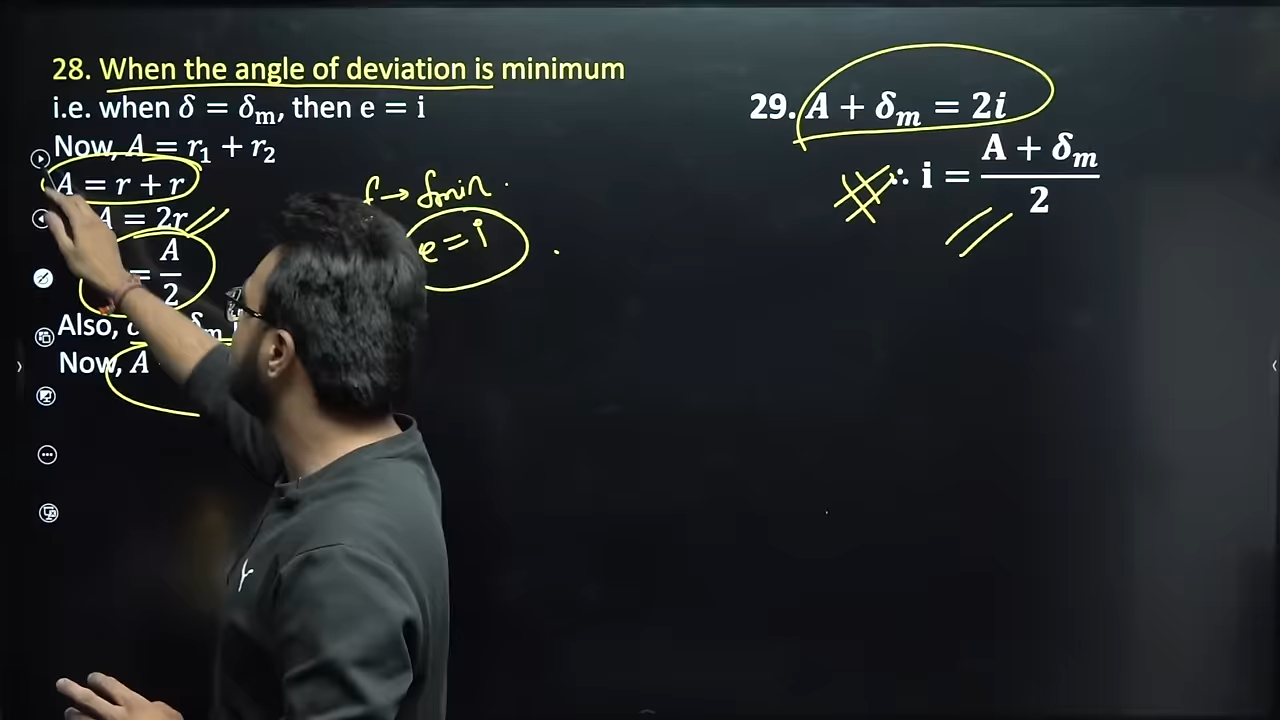 28. When the angle of deviation is minimum
i.e. when δ = δₘ, then e = i
Now, A = r₁ + r₂
A = r + r
A = 2r
= A/2
Also,
Now, A
→ δmin
e = i
29. A + δₘ = 2i
∴ i = (A + δₘ)/2